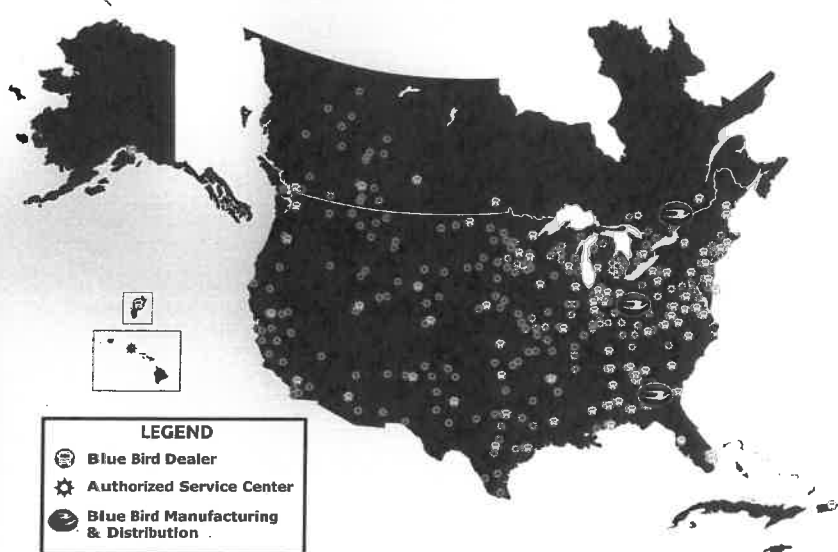 LEGEND
Blue Bird Dealer
Authorized Service Center
Blue Bird Manufacturing
& Distribution